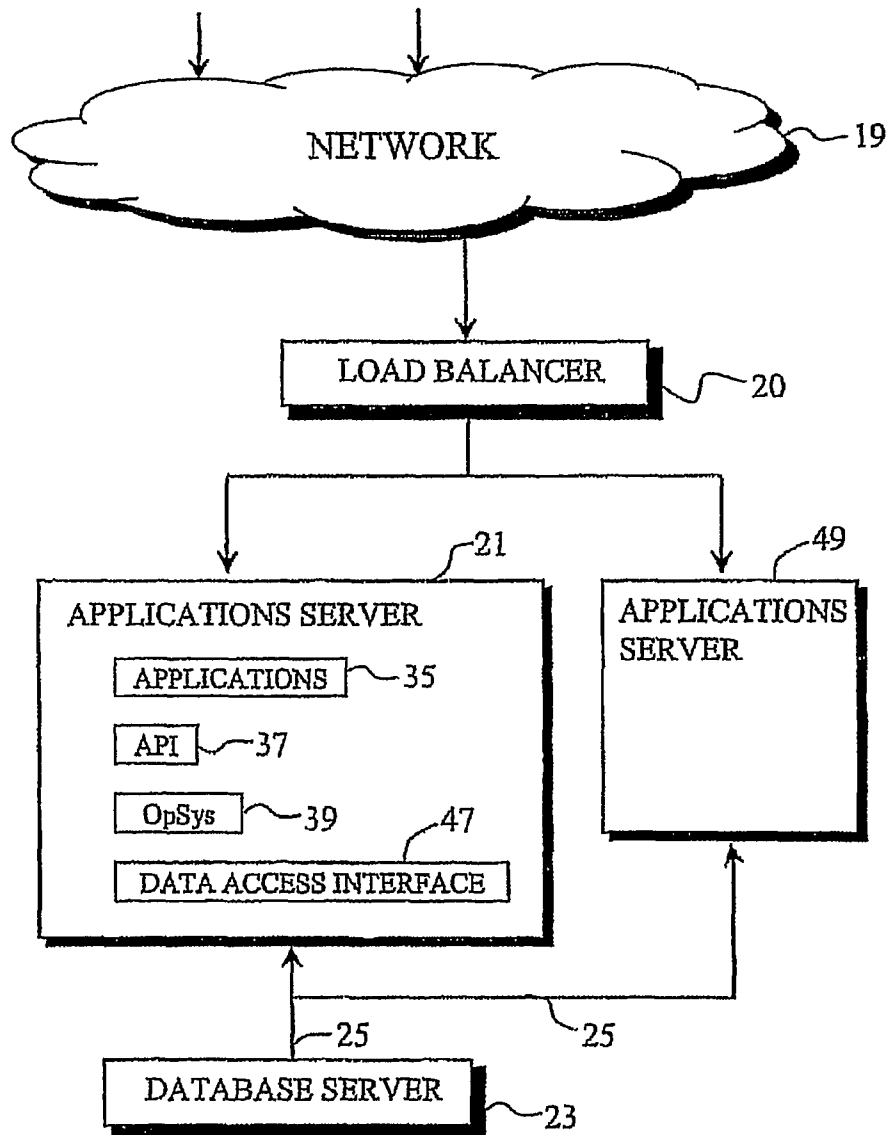 NETWORK
19
LOAD BALANCER
20
21
49
APPLICATIONS SERVER
APPLICATIONS
SERVER
APPLICATIONS
35
API
37
OpSys
39
47
DATA ACCESS INTERFACE
25
25
DATABASE SERVER
23